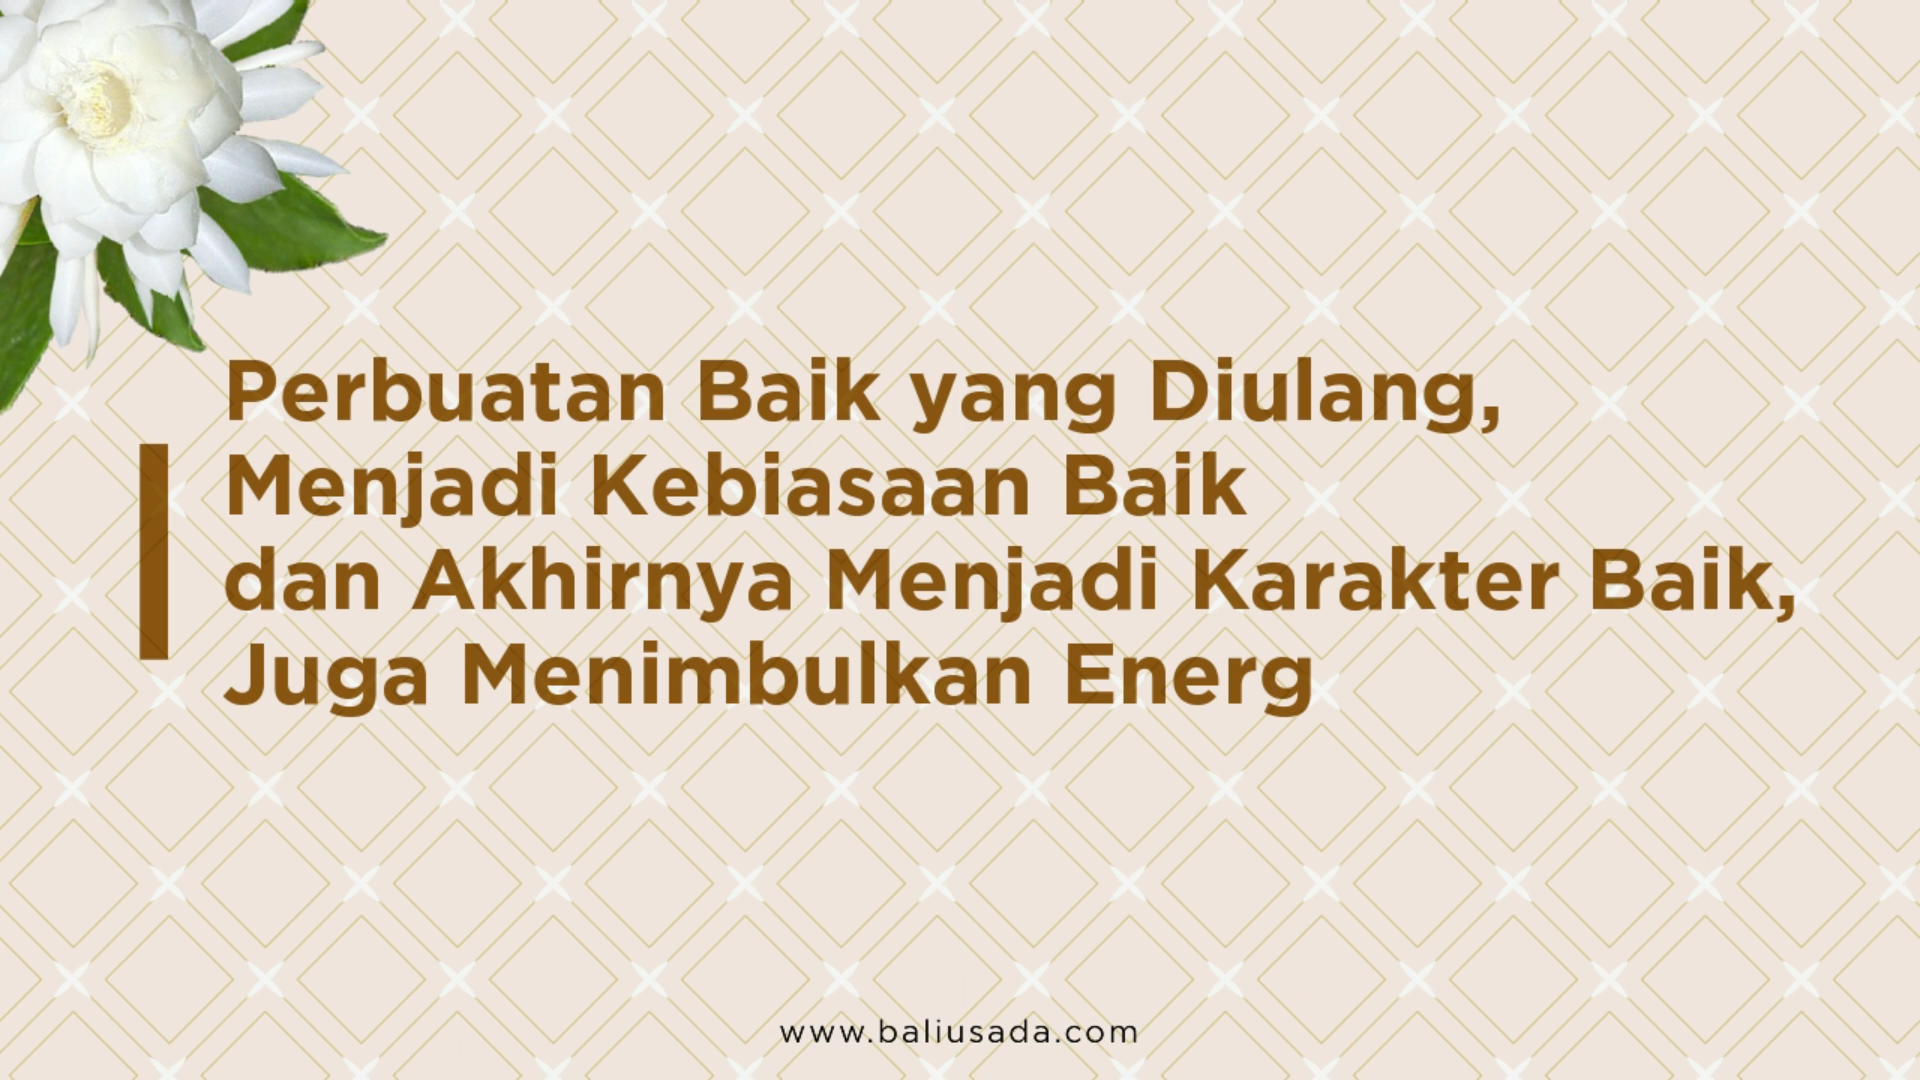 Perbuatan Baik yang Diulang,
Menjadi Kebiasaan Baik
dan Akhirnya Menjadi Karakter Baik,
Juga Menimbulkan Energ
www.baliusada.com